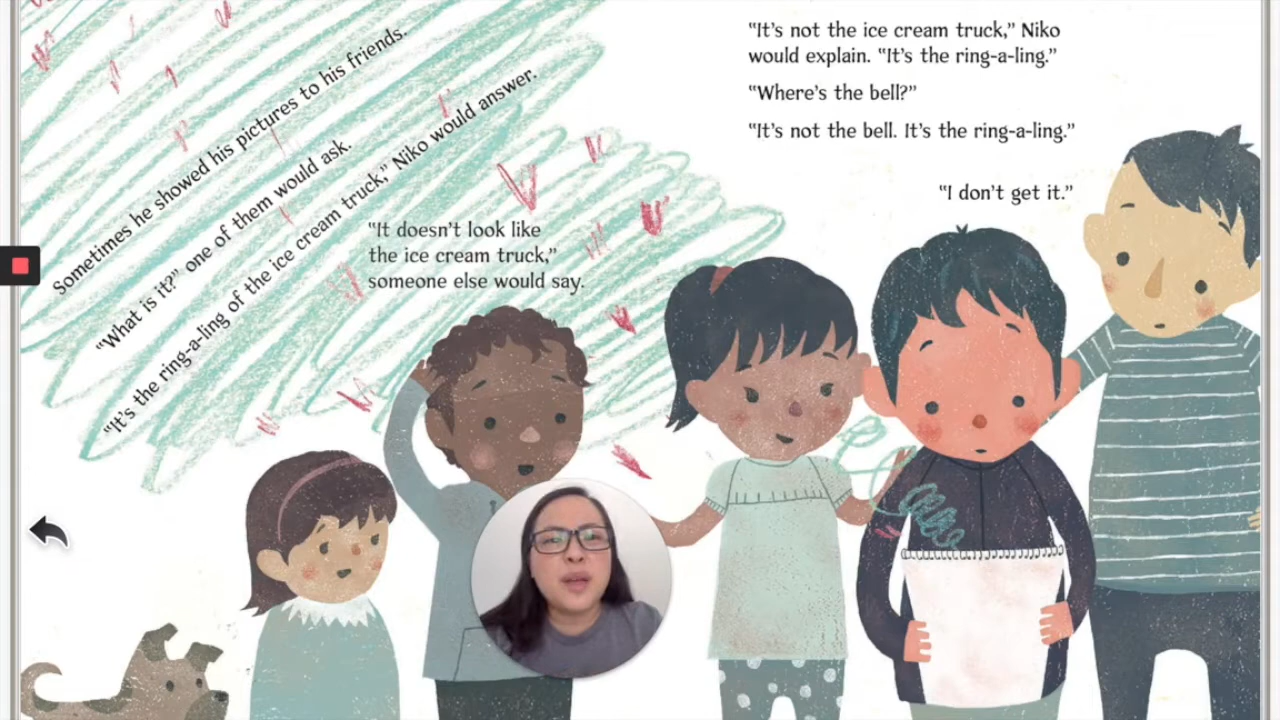 Sometimes he showed his pictures to his friends.
“What is it?” one of them would ask.
“It’s the ring-a-ling of the ice cream truck,” Niko would answer.
“It doesn’t look like
the ice cream truck,”
someone else would say.
“It’s not the ice cream truck,” Niko
would explain. “It’s the ring-a-ling.”
“Where’s the bell?”
“It’s not the bell. It’s the ring-a-ling.”
“I don’t get it.”